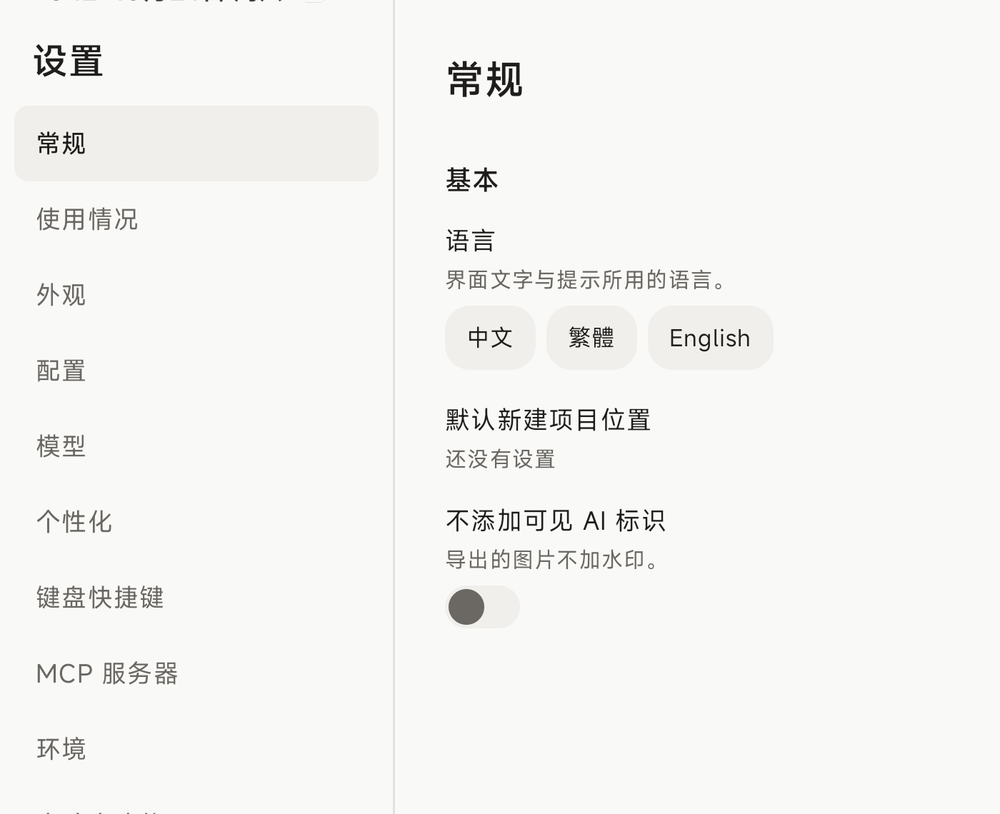 设置
常规
使用情况
外观
配置
模型
个性化
键盘快捷键
MCP 服务器
环境
常规
基本
语言
界面文字与提示所用的语言。
中文
繁體
English
默认新建项目位置
还没有设置
不添加可见 AI 标识
导出的图片不加水印。